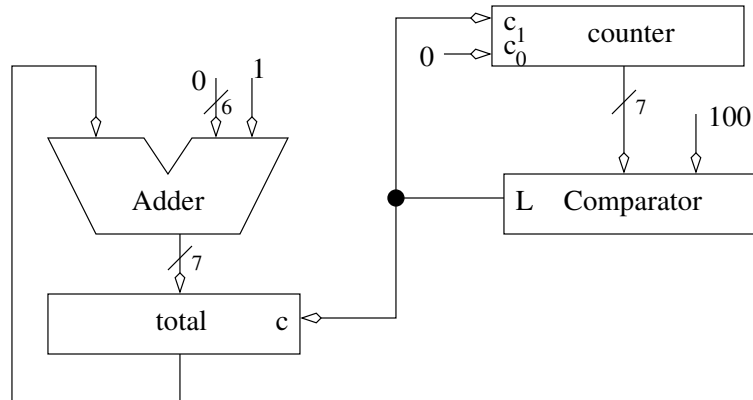 c1 counter
0 c0
0 1
6
7
100
Adder
L Comparator
7
total c